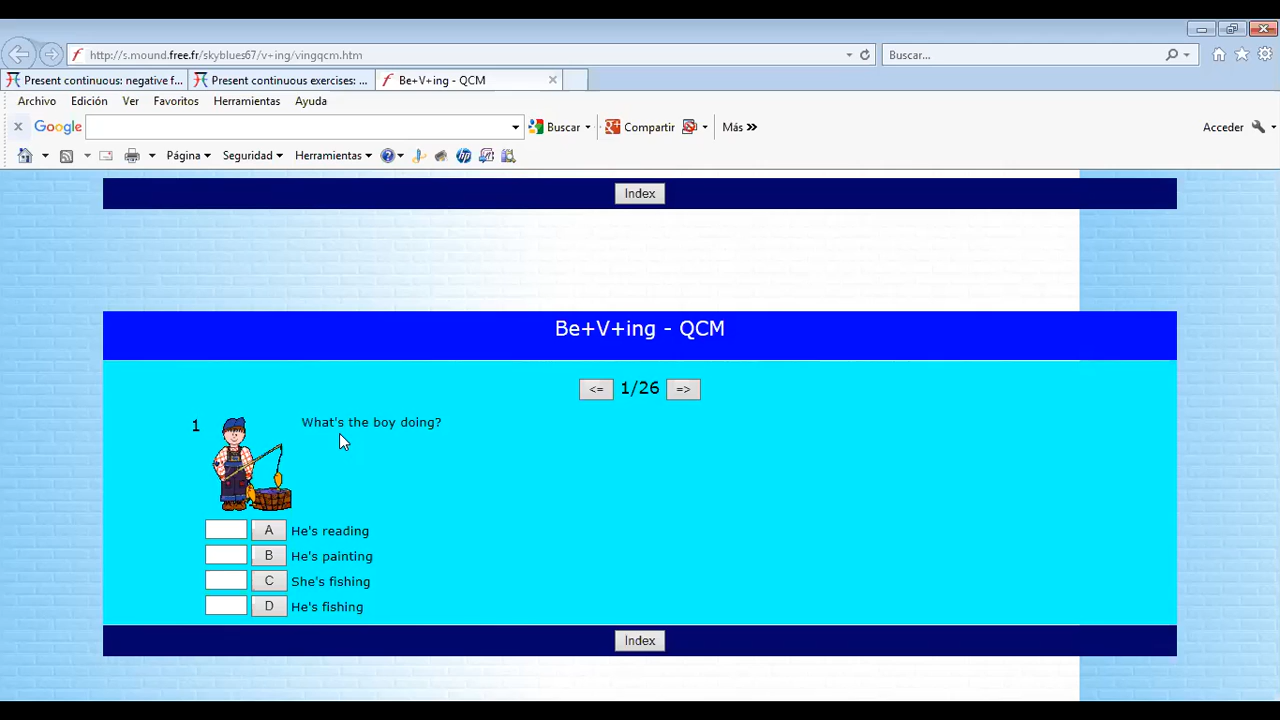 http://s.mound.free.fr/skyblues67/v+ing/vingqcm.htm
Buscar...
Present continuous: negative f...
Present continuous exercises: ...
Be+V+ing - QCM
Archivo Edición Ver Favoritos Herramientas Ayuda
x Google Buscar Compartir Más » Acceder
Página Seguridad Herramientas
Index
Be+V+ing - QCM
<= 1/26 =>
1 What's the boy doing?
A He's reading
B He's painting
C She's fishing
D He's fishing
Index